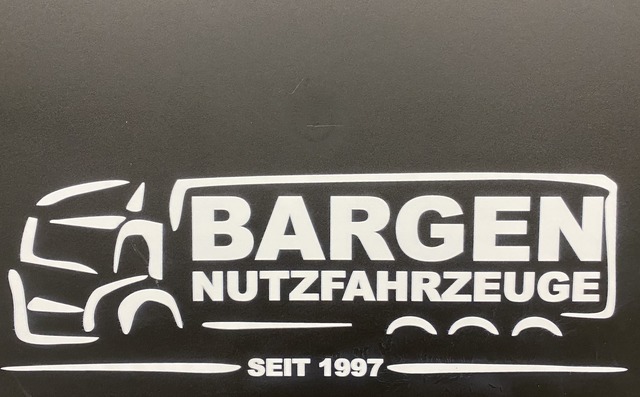 BARGEN
NUTZFAHRZEUGE
SEIT 1997